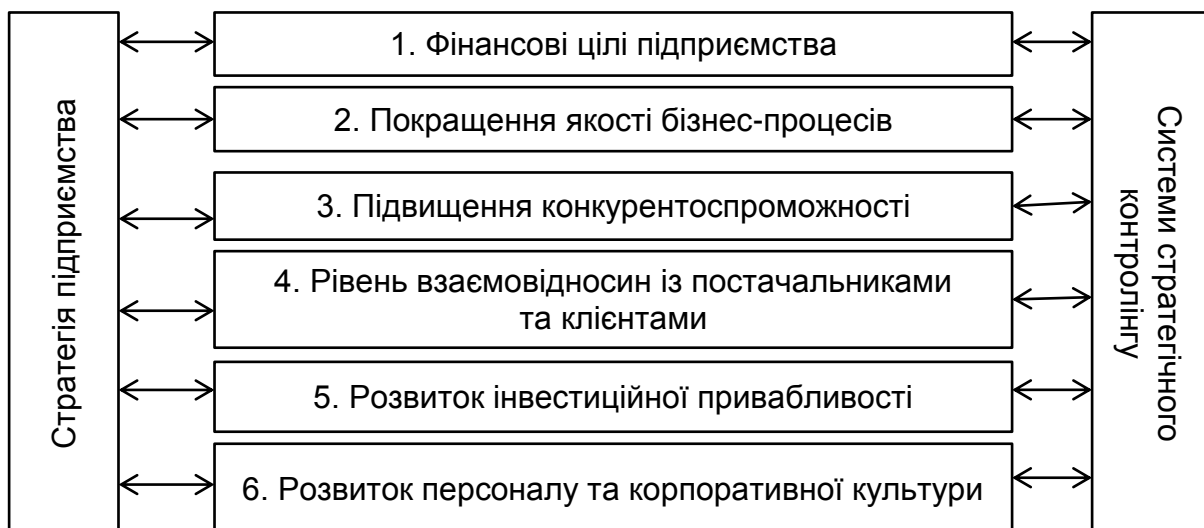 Стратегія підприємства
1. Фінансові цілі підприємства
2. Покращення якості бізнес-процесів
3. Підвищення конкурентоспроможності
4. Рівень взаємовідносин із постачальниками
та клієнтами
5. Розвиток інвестиційної привабливості
6. Розвиток персоналу та корпоративної культури
Системи стратегічного
контролінгу